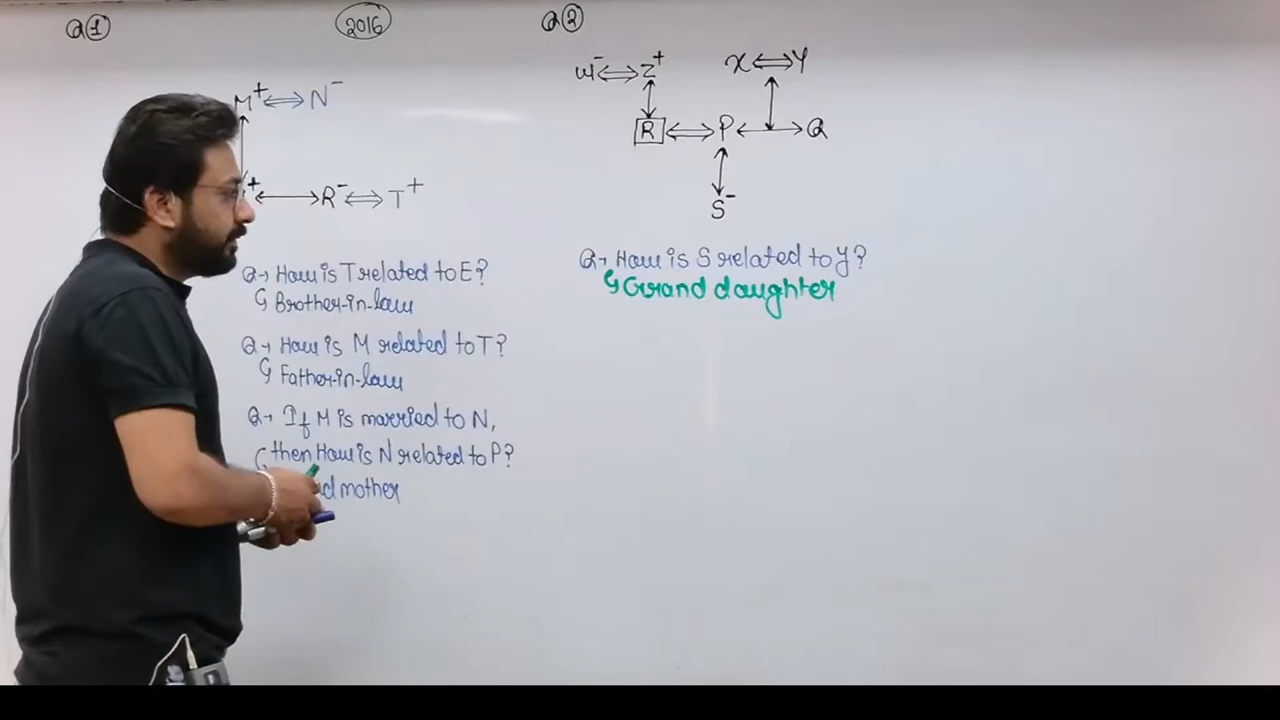 Q①
2016
Q②
M+ ⟺ N-
+ ⟷ R- ⟺ T+
Q→ How is T related to E?
↳ Brother-in-law
Q→ How is M related to T?
↳ Father-in-law
Q→ If M is married to N,
then How is N related to P?
mother
W- ⟺ Z+
X ⟺ Y
R ⟺ P ⟷ Q
S-
Q→ How is S related to Y?
↳ Grand daughter